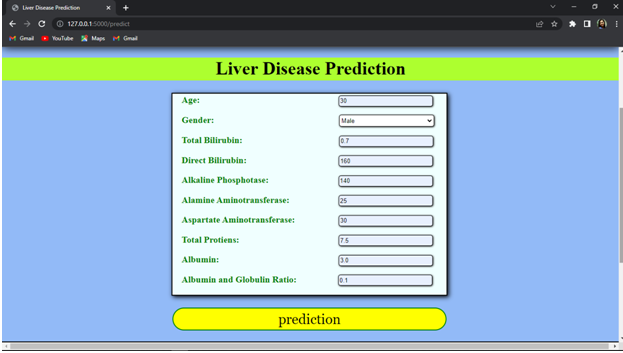 Liver Disease Prediction
127.0.0.1:5000/predict
Gmail YouTube Maps Gmail
Liver Disease Prediction
Age: 30
Gender: Male
Total Bilirubin: 0.7
Direct Bilirubin: 160
Alkaline Phosphotase: 140
Alamine Aminotransferase: 25
Aspartate Aminotransferase: 30
Total Protiens: 7.5
Albumin: 3.0
Albumin and Globulin Ratio: 0.1
prediction